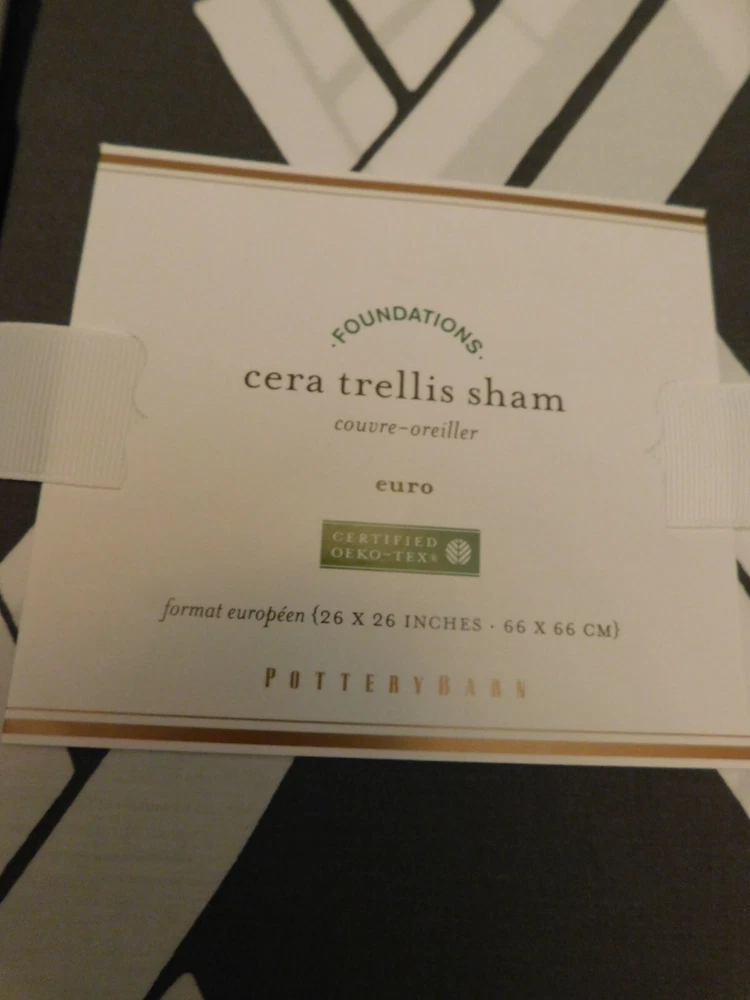 ·FOUNDATIONS·
cera trellis sham
couvre-oreiller
euro
CERTIFIED
OEKO-TEX®
format européen {26 X 26 INCHES · 66 X 66 CM}
POTTERYBARN